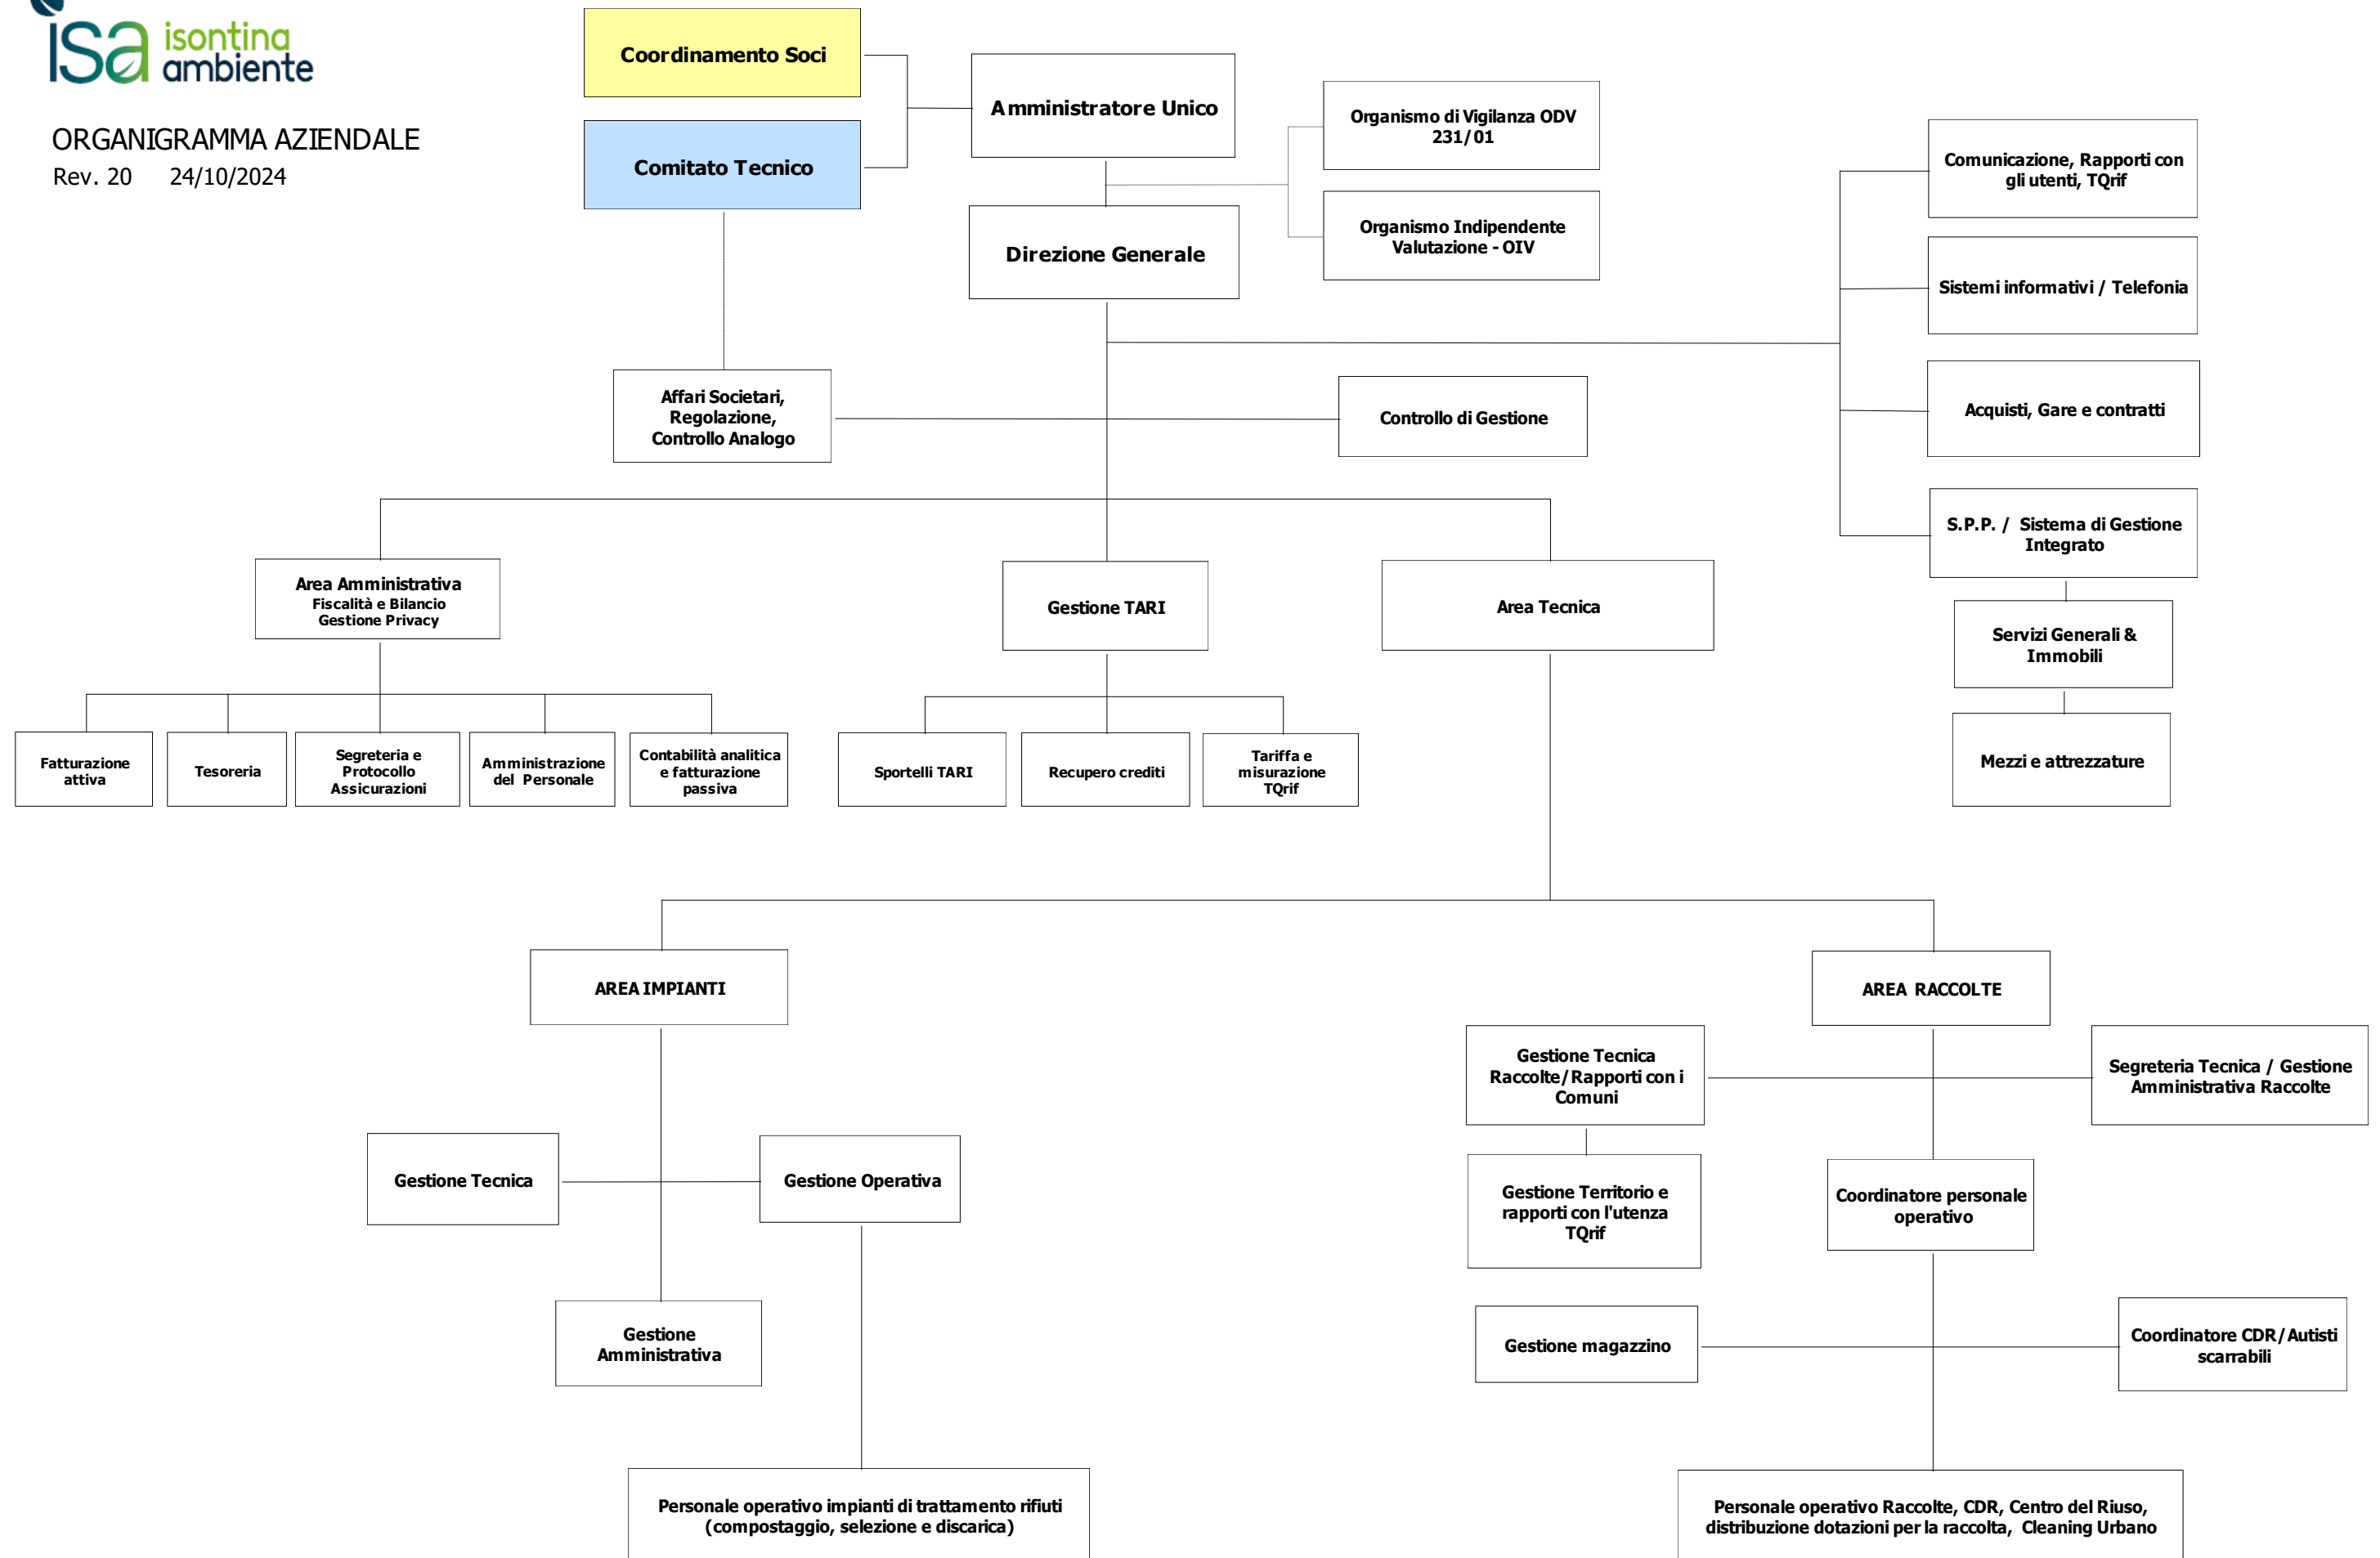 isa isontina
ambiente
ORGANIGRAMMA AZIENDALE
Rev. 20 24/10/2024
Coordinamento Soci
Comitato Tecnico
Amministratore Unico
Direzione Generale
Organismo di Vigilanza ODV
231/01
Organismo Indipendente
Valutazione - OIV
Comunicazione, Rapporti con
gli utenti, TQrif
Sistemi informativi / Telefonia
Acquisti, Gare e contratti
S.P.P. / Sistema di Gestione
Integrato
Servizi Generali &
Immobili
Mezzi e attrezzature
Affari Societari,
Regolazione,
Controllo Analogo
Controllo di Gestione
Area Amministrativa
Fiscalità e Bilancio
Gestione Privacy
Gestione TARI
Area Tecnica
Fatturazione
attiva
Tesoreria
Segreteria e
Protocollo
Assicurazioni
Amministrazione
del Personale
Contabilità analitica
e fatturazione
passiva
Sportelli TARI
Recupero crediti
Tariffa e
misurazione
TQrif
AREA IMPIANTI
AREA RACCOLTE
Gestione Tecnica
Raccolte/Rapporti con i
Comuni
Segreteria Tecnica / Gestione
Amministrativa Raccolte
Gestione Tecnica
Gestione Operativa
Gestione Territorio e
rapporti con l'utenza
TQrif
Coordinatore personale
operativo
Gestione
Amministrativa
Gestione magazzino
Coordinatore CDR/Autisti
scarrabili
Personale operativo impianti di trattamento rifiuti
(compostaggio, selezione e discarica)
Personale operativo Raccolte, CDR, Centro del Riuso,
distribuzione dotazioni per la raccolta, Cleaning Urbano